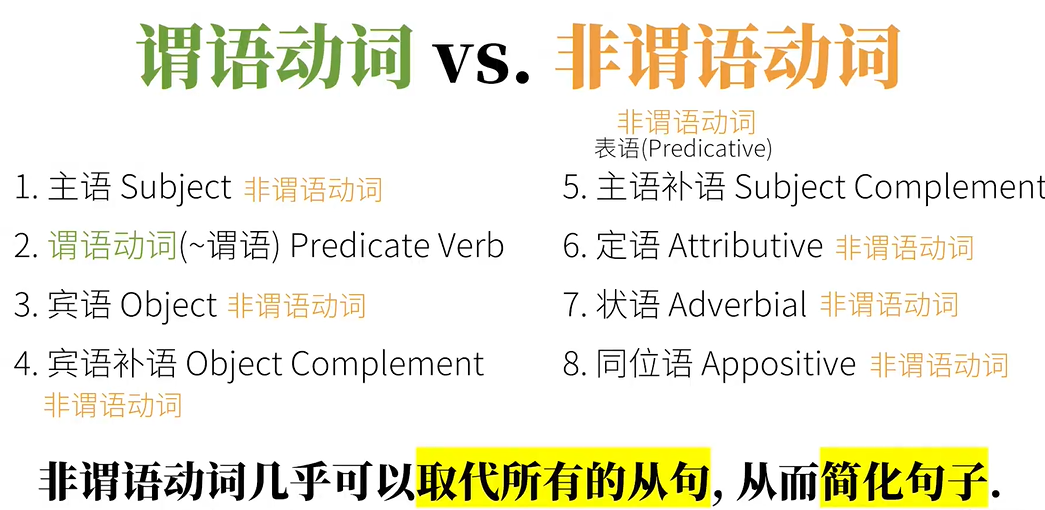 谓语动词 vs. 非谓语动词
1. 主语 Subject 非谓语动词
2. 谓语动词(~谓语) Predicate Verb
3. 宾语 Object 非谓语动词
4. 宾语补语 Object Complement
非谓语动词
非谓语动词
表语(Predicative)
5. 主语补语 Subject Complement
6. 定语 Attributive 非谓语动词
7. 状语 Adverbial 非谓语动词
8. 同位语 Appositive 非谓语动词
非谓语动词几乎可以取代所有的从句, 从而简化句子.